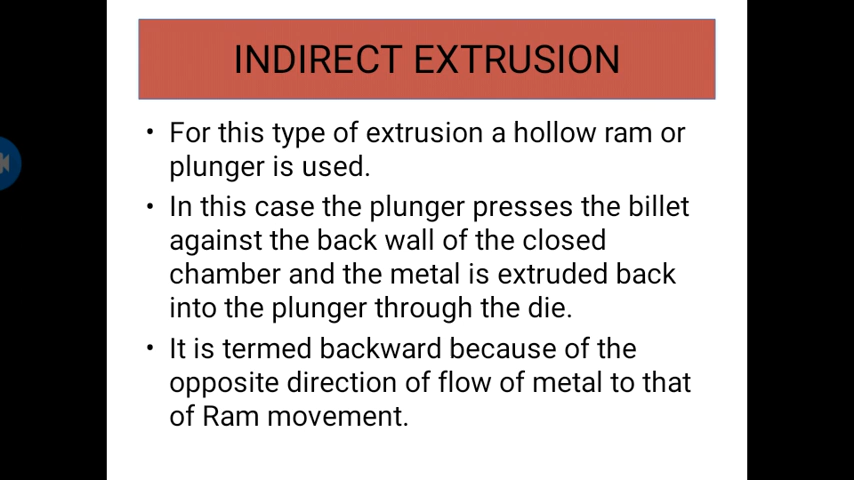 INDIRECT EXTRUSION
• For this type of extrusion a hollow ram or
plunger is used.
• In this case the plunger presses the billet
against the back wall of the closed
chamber and the metal is extruded back
into the plunger through the die.
• It is termed backward because of the
opposite direction of flow of metal to that
of Ram movement.